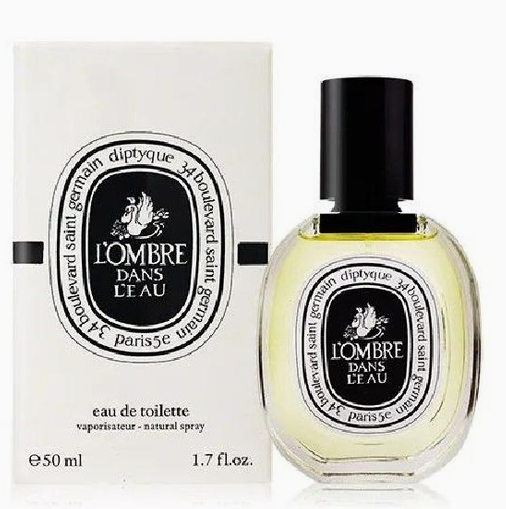 diptyque
34 boulevard saint germain
paris5e
34 boulevard saint germain
L'OMBRE
DANS
L'EAU
eau de toilette
vaporisateur - natural spray
℮50 ml 1.7 fl.oz.
diptyque
34 boulevard saint germain
paris5e
34 boulevard saint germain
L'OMBRE
DANS
L'EAU